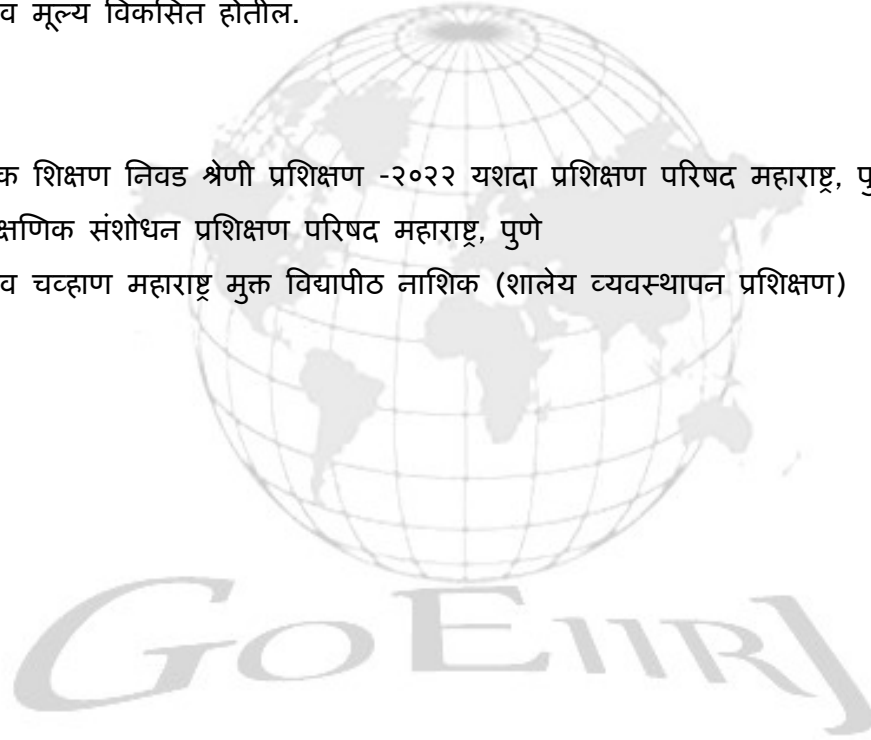 व मूल्य विकसित होतील.
क शिक्षण निवड श्रेणी प्रशिक्षण -२०२२ यशदा प्रशिक्षण परिषद महाराष्ट्र, पु
क्षणिक संशोधन प्रशिक्षण परिषद महाराष्ट्र, पुणे
व चव्हाण महाराष्ट्र मुक्त विद्यापीठ नाशिक (शालेय व्यवस्थापन प्रशिक्षण)
GOEIIRJ